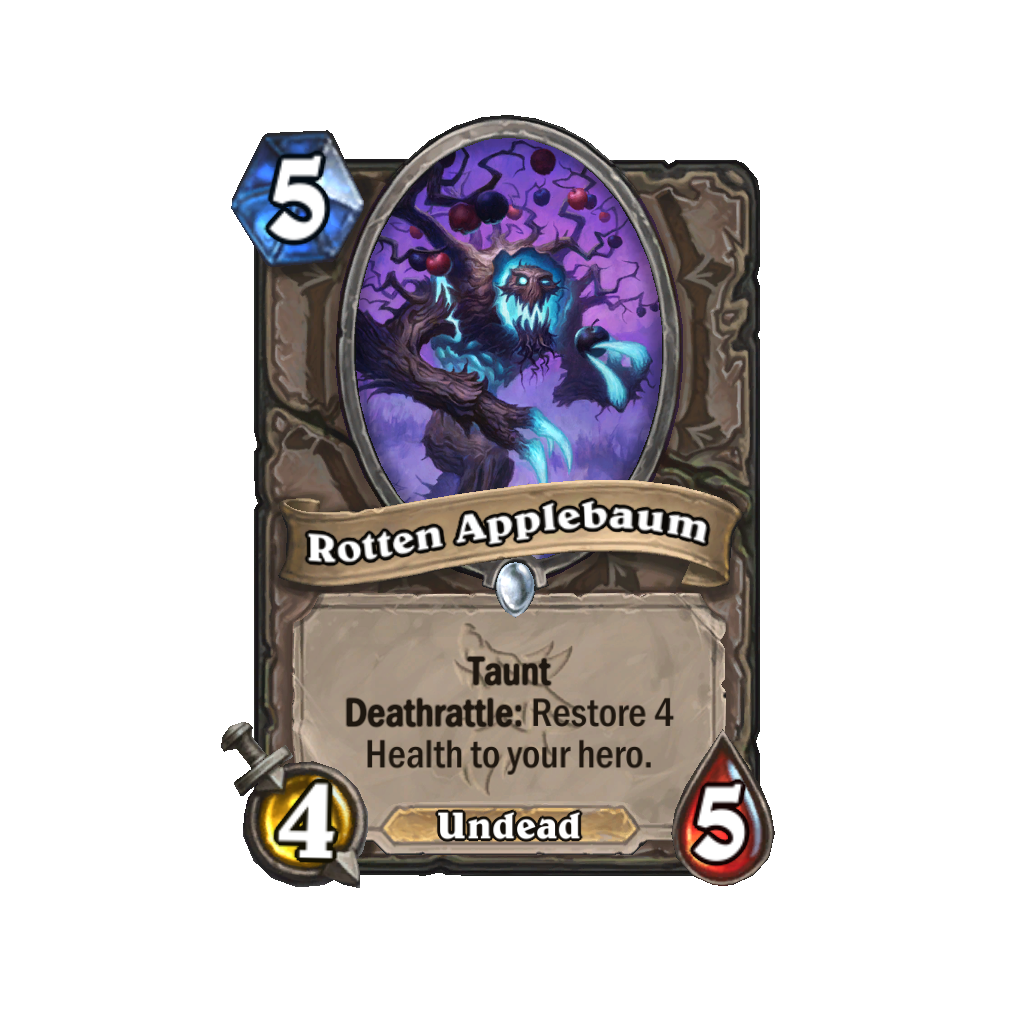 5
Rotten Applebaum
Taunt
Deathrattle: Restore 4
Health to your hero.
4
Undead
5